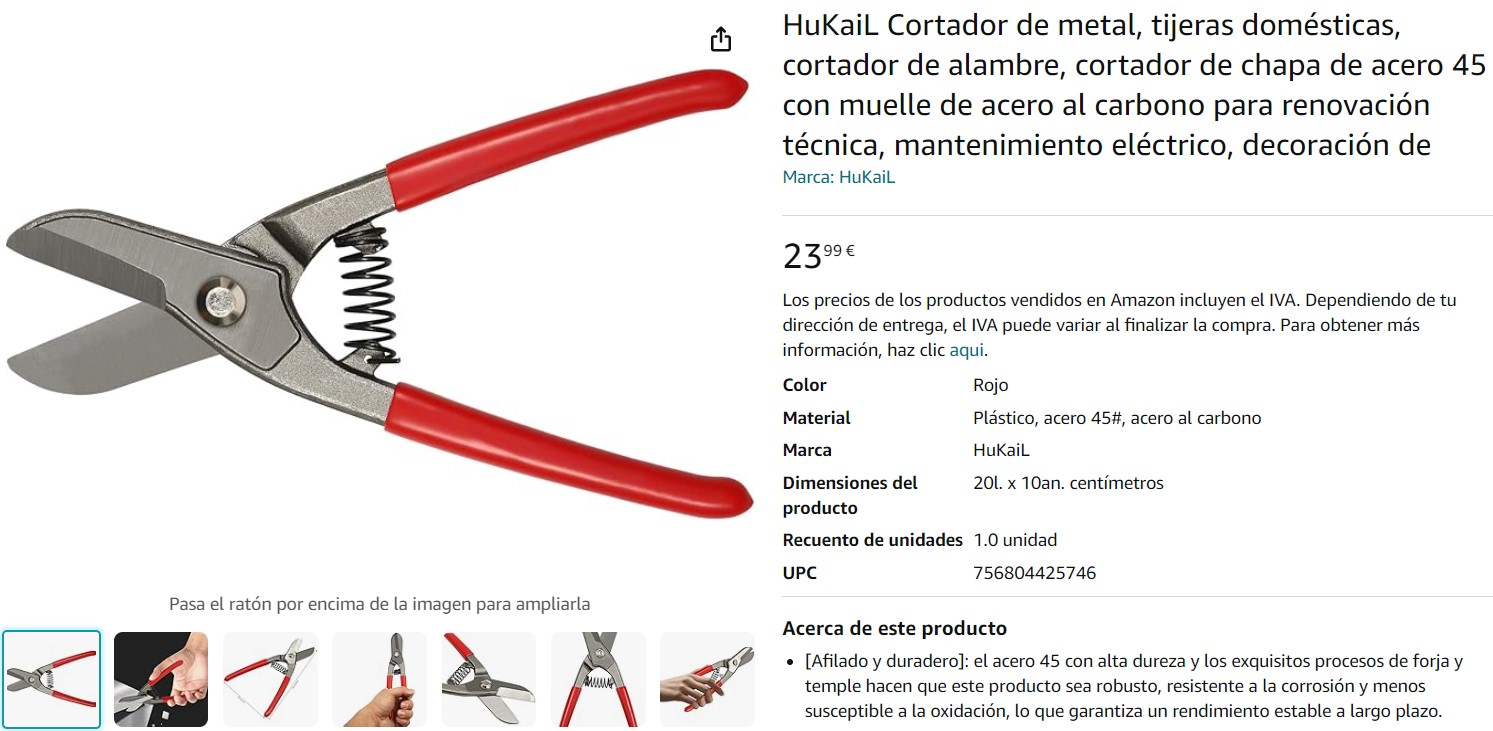 HuKaiL Cortador de metal, tijeras domésticas,
cortador de alambre, cortador de chapa de acero 45
con muelle de acero al carbono para renovación
técnica, mantenimiento eléctrico, decoración de
Marca: HuKaiL
23,99 €
Los precios de los productos vendidos en Amazon incluyen el IVA. Dependiendo de tu
dirección de entrega, el IVA puede variar al finalizar la compra. Para obtener más
información, haz clic aquí.
Color Rojo
Material Plástico, acero 45#, acero al carbono
Marca HuKaiL
Dimensiones del producto 20l. x 10an. centímetros
Recuento de unidades 1.0 unidad
UPC 756804425746
Acerca de este producto
• [Afilado y duradero]: el acero 45 con alta dureza y los exquisitos procesos de forja y
temple hacen que este producto sea robusto, resistente a la corrosión y menos
susceptible a la oxidación, lo que garantiza un rendimiento estable a largo plazo.
Pasa el ratón por encima de la imagen para ampliarla